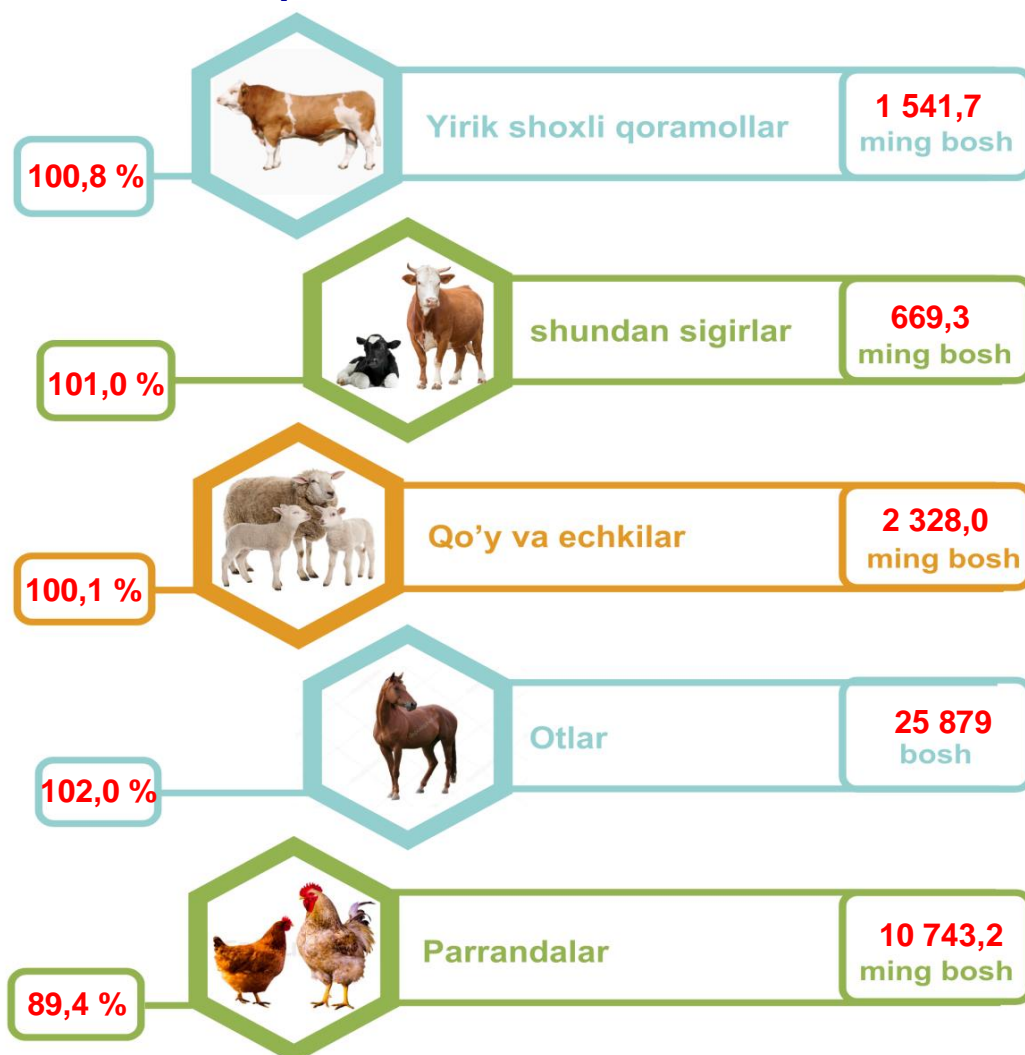 Yirik shoxli qoramollar
1 541,7
ming bosh
100,8 %
shundan sigirlar
669,3
ming bosh
101,0 %
Qo’y va echkilar
2 328,0
ming bosh
100,1 %
Otlar
25 879
bosh
102,0 %
Parrandalar
10 743,2
ming bosh
89,4 %